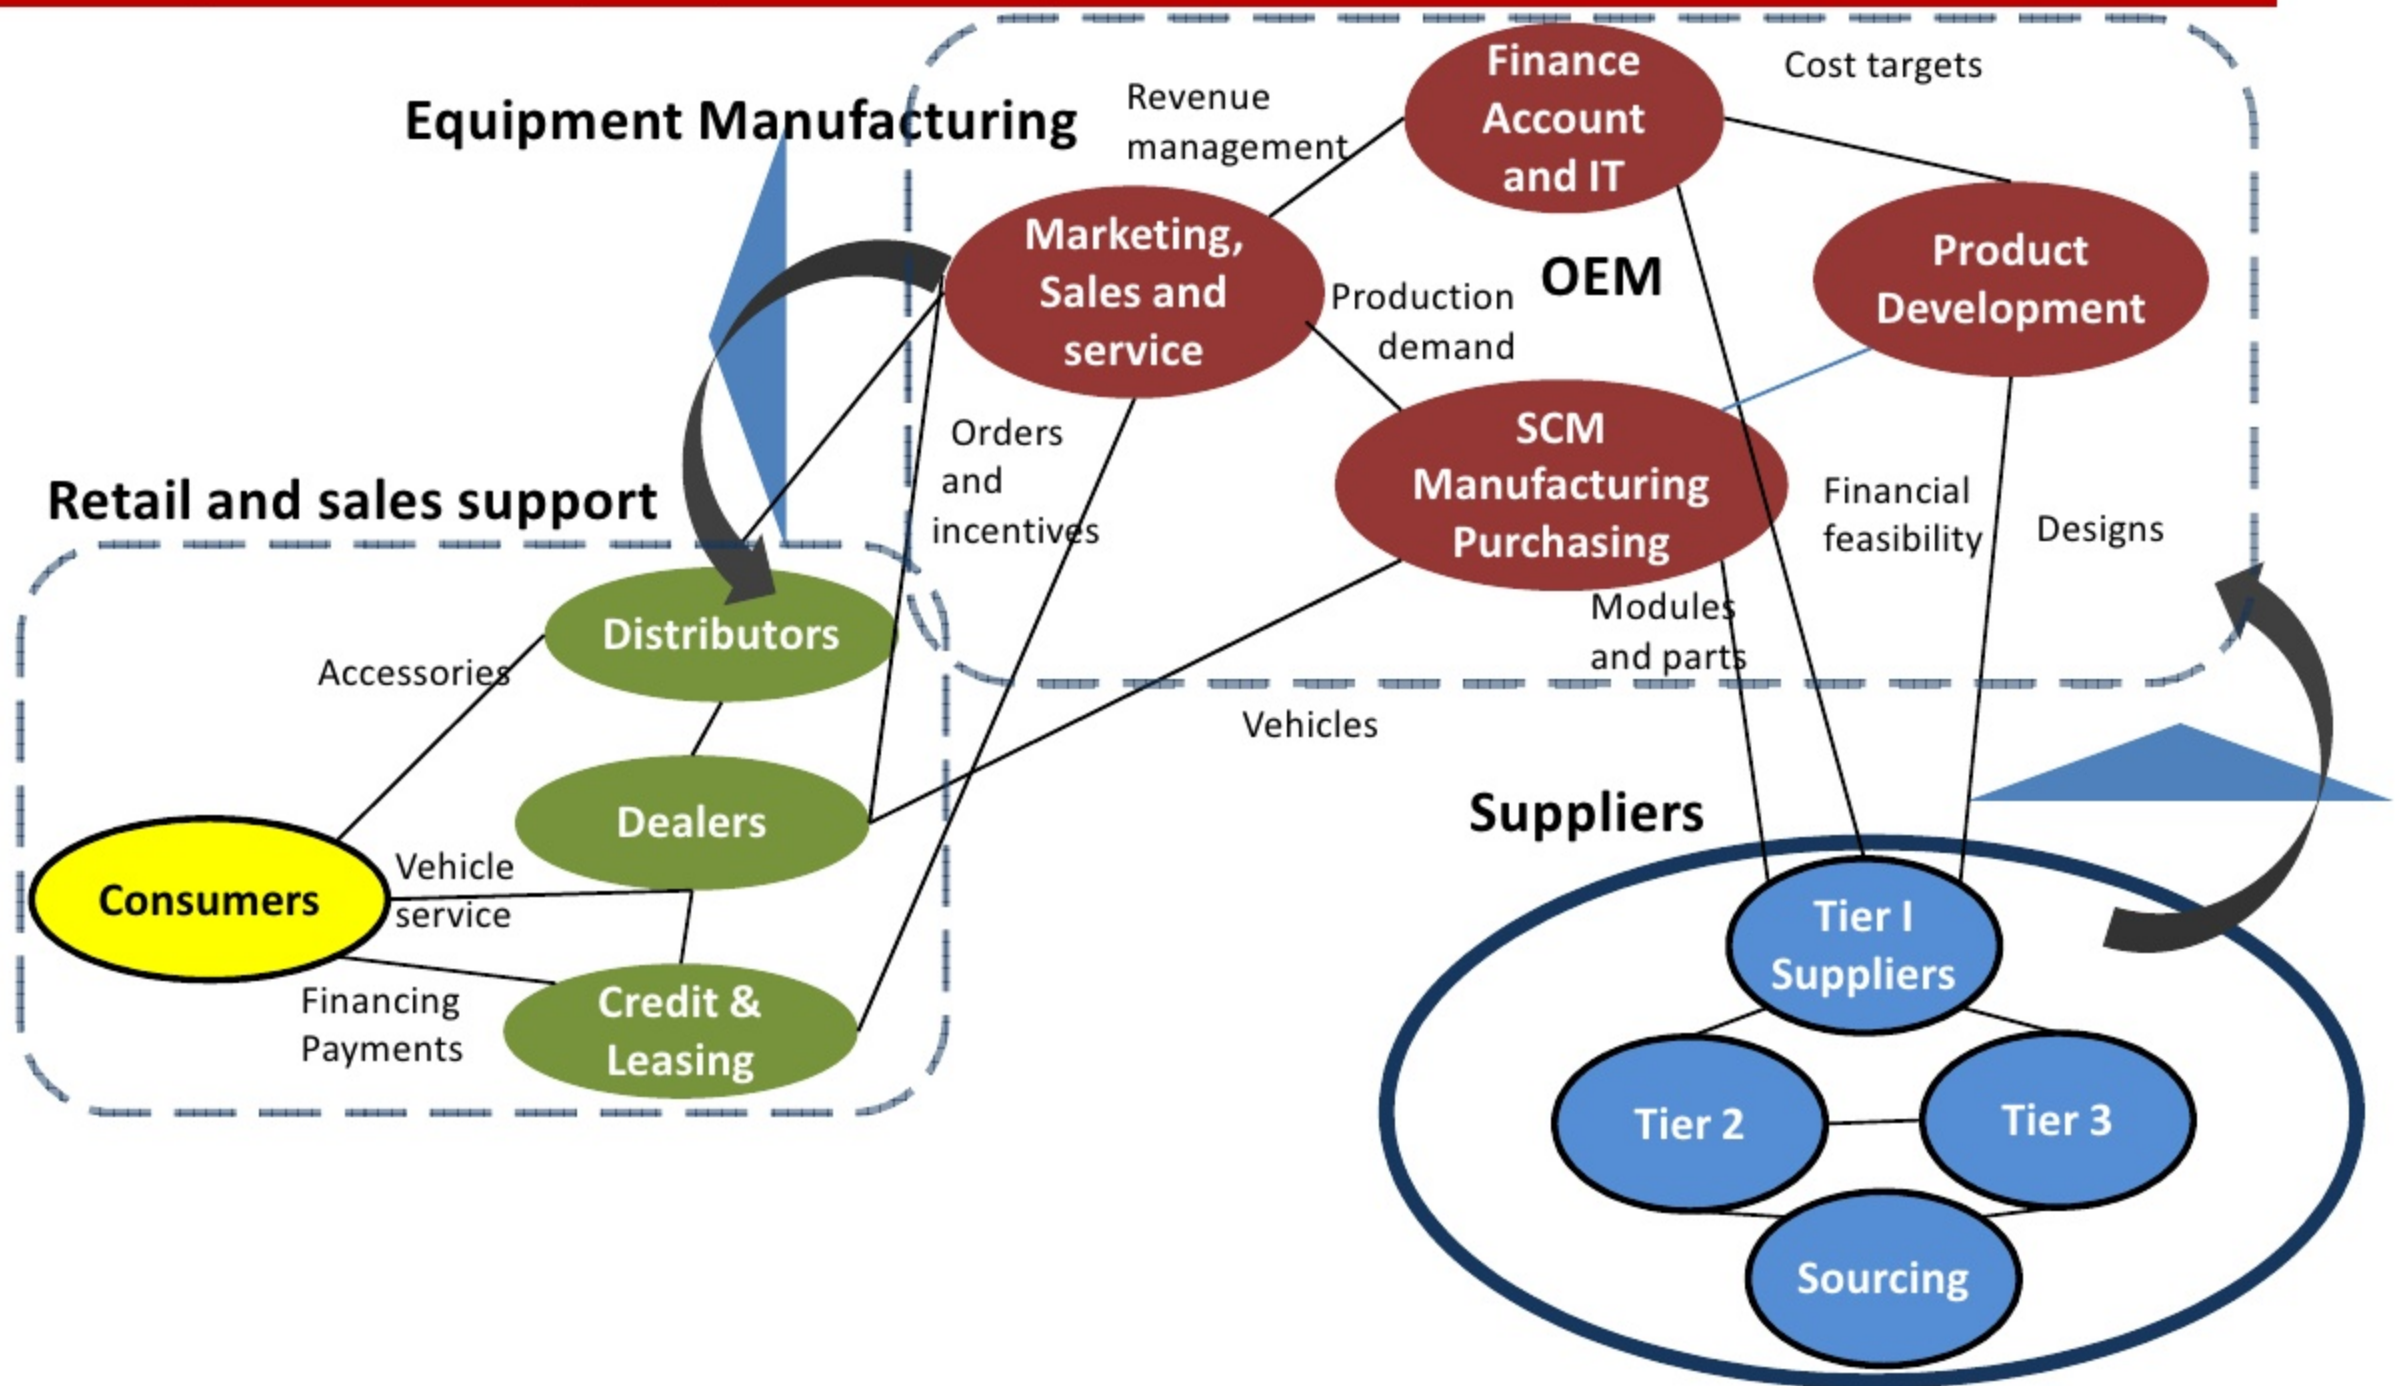 Finance
Account
and IT
Cost targets
Revenue
management
Equipment Manufacturing
Marketing,
Sales and
service
OEM
Product
Development
Production
demand
SCM
Manufacturing
Purchasing
Orders
and
incentives
Financial
feasibility
Designs
Retail and sales support
Modules
and parts
Distributors
Accessories
Vehicles
Dealers
Suppliers
Consumers
Vehicle
service
Tier I
Suppliers
Financing
Payments
Credit &
Leasing
Tier 2
Tier 3
Sourcing